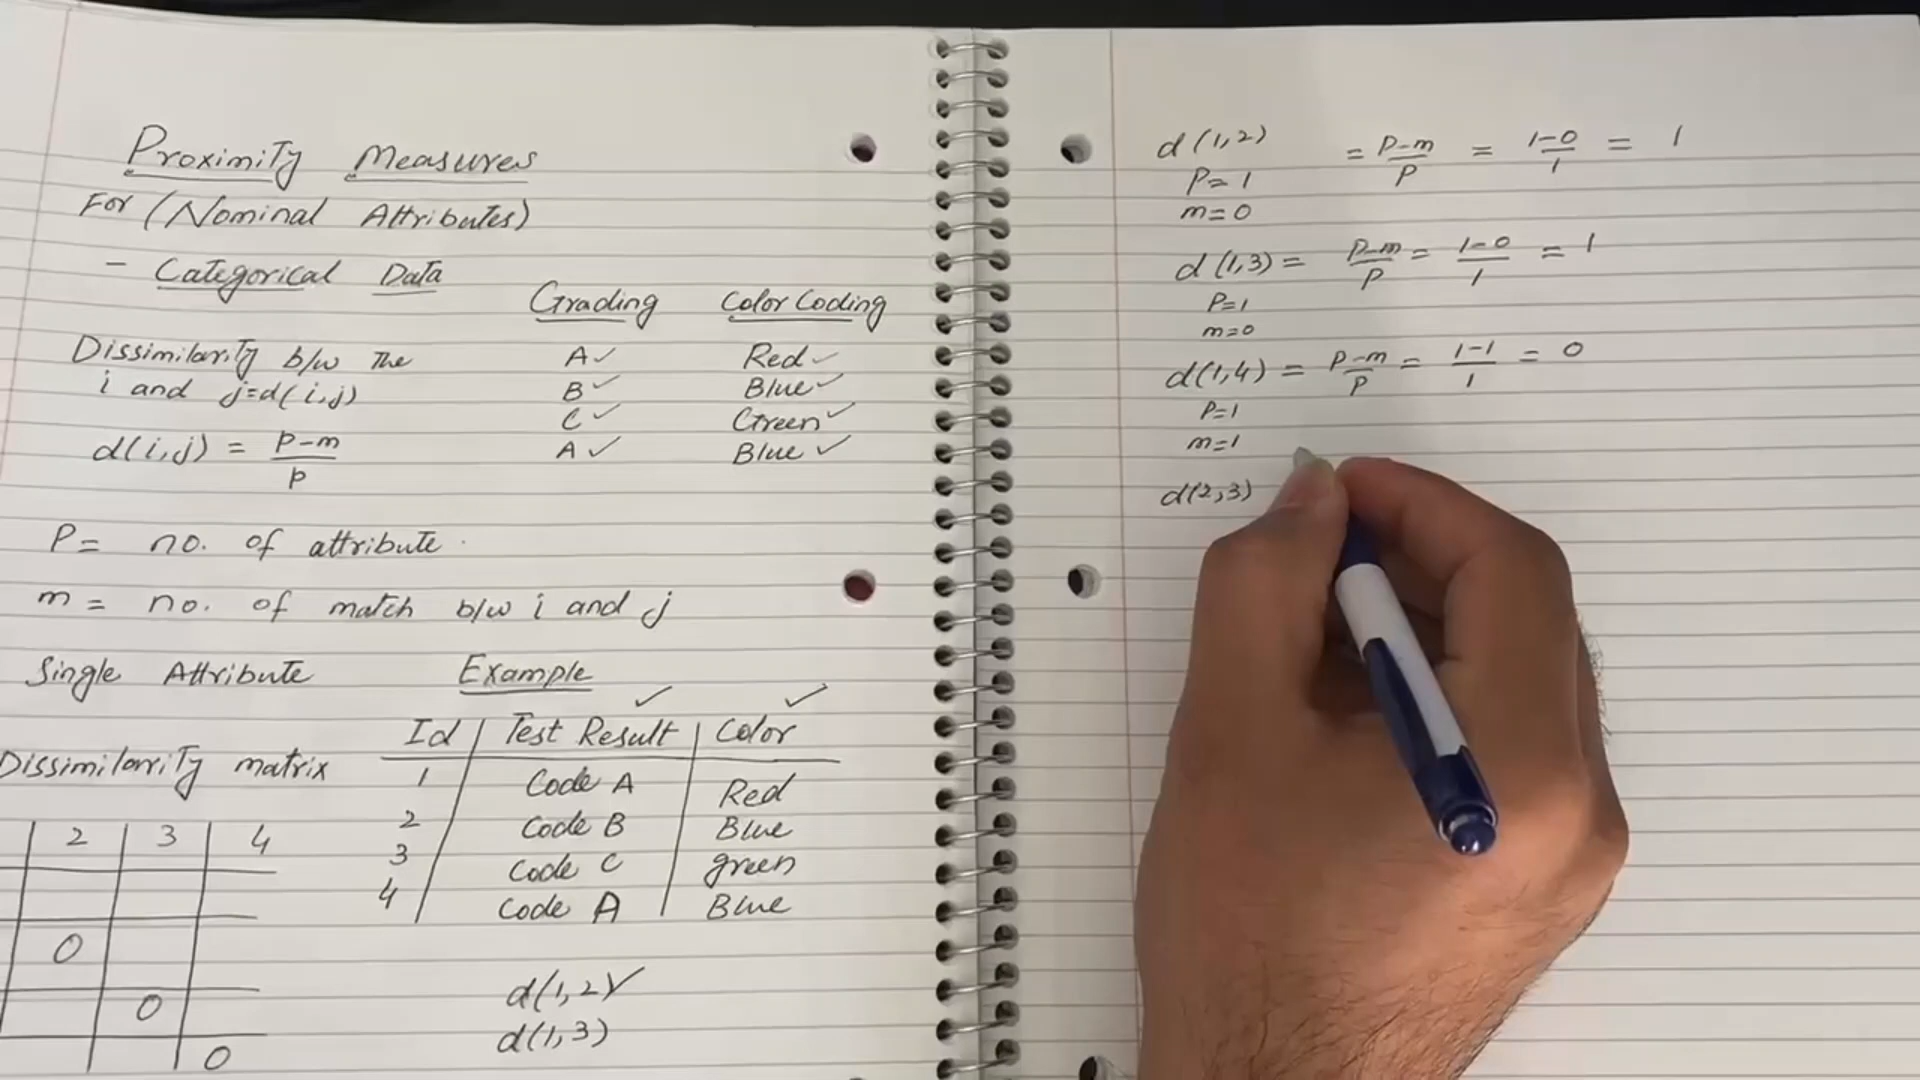 Proximity Measures
For (Nominal Attributes)
- Categorical Data
Grading Color Coding
Dissimilarity b/w The
i and j=d(i,j)
d(i,j) = p-m
p
A ✓ Red ✓
B ✓ Blue ✓
C ✓ Green ✓
A ✓ Blue ✓
P = no. of attribute.
m = no. of match b/w i and j
Single Attribute
Dissimilarity matrix
2 3 4
0
0
0
Example
✓ ✓
Id Test Result Color
1 Code A Red
2 Code B Blue
3 Code C green
4 Code A Blue
d(1,2) ✓
d(1,3)
d(1,2) = P-m/P = 1-0/1 = 1
P=1
m=0
d(1,3) = P-m/P = 1-0/1 = 1
P=1
m=0
d(1,4) = P-m/P = 1-1/1 = 0
P=1
m=1
d(2,3)